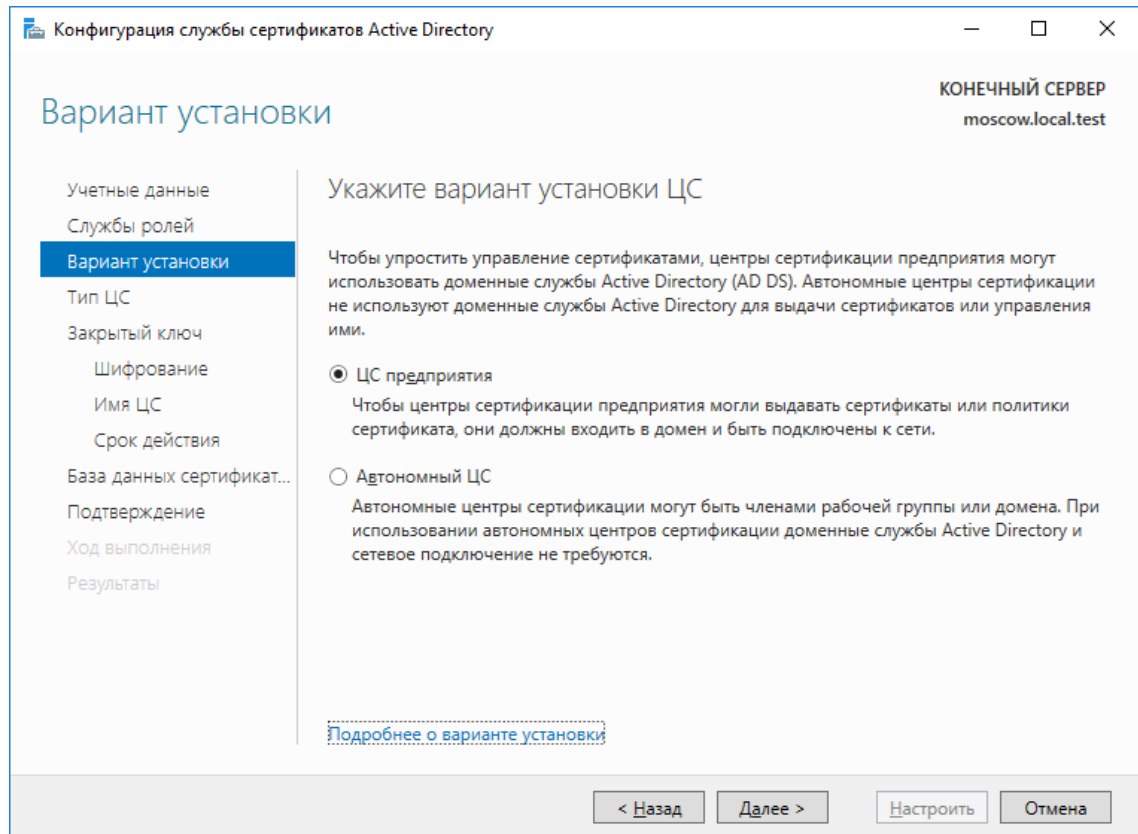 Конфигурация службы сертификатов Active Directory
Вариант установки
КОНЕЧНЫЙ СЕРВЕР
moscow.local.test
Учетные данные
Службы ролей
Вариант установки
Тип ЦС
Закрытый ключ
Шифрование
Имя ЦС
Срок действия
База данных сертификат...
Подтверждение
Ход выполнения
Результаты
Укажите вариант установки ЦС
Чтобы упростить управление сертификатами, центры сертификации предприятия могут
использовать доменные службы Active Directory (AD DS). Автономные центры сертификации
не используют доменные службы Active Directory для выдачи сертификатов или управления
ими.
ЦС предприятия
Чтобы центры сертификации предприятия могли выдавать сертификаты или политики
сертификата, они должны входить в домен и быть подключены к сети.
Автономный ЦС
Автономные центры сертификации могут быть членами рабочей группы или домена. При
использовании автономных центров сертификации доменные службы Active Directory и
сетевое подключение не требуются.
Подробнее о варианте установки
< Назад
Далее >
Настроить
Отмена